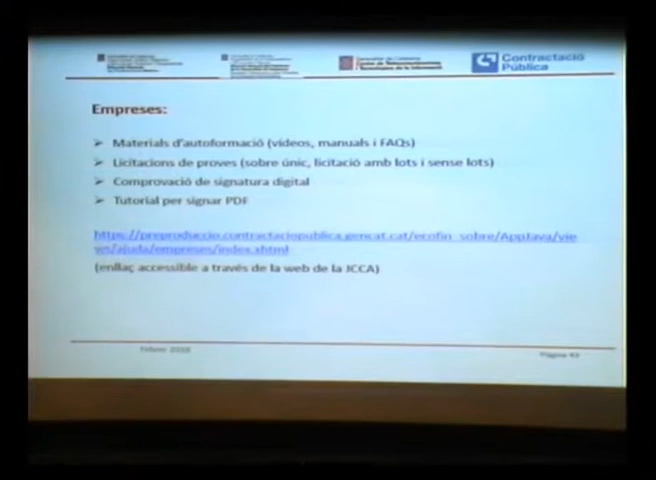 Contractació
Pública
Empreses:
➢ Materials d'autoformació (vídeos, manuals i FAQs)
➢ Licitacions de proves (sobre únic, licitació amb lots i sense lots)
➢ Comprovació de signatura digital
➢ Tutorial per signar PDF
https://preproduccio.contractaciopublica.gencat.cat/ecofin_sobre/AppJava/vie
ws/ajuda/empreses/index.xhtml
(enllaç accessible a través de la web de la JCCA)
Pàgina